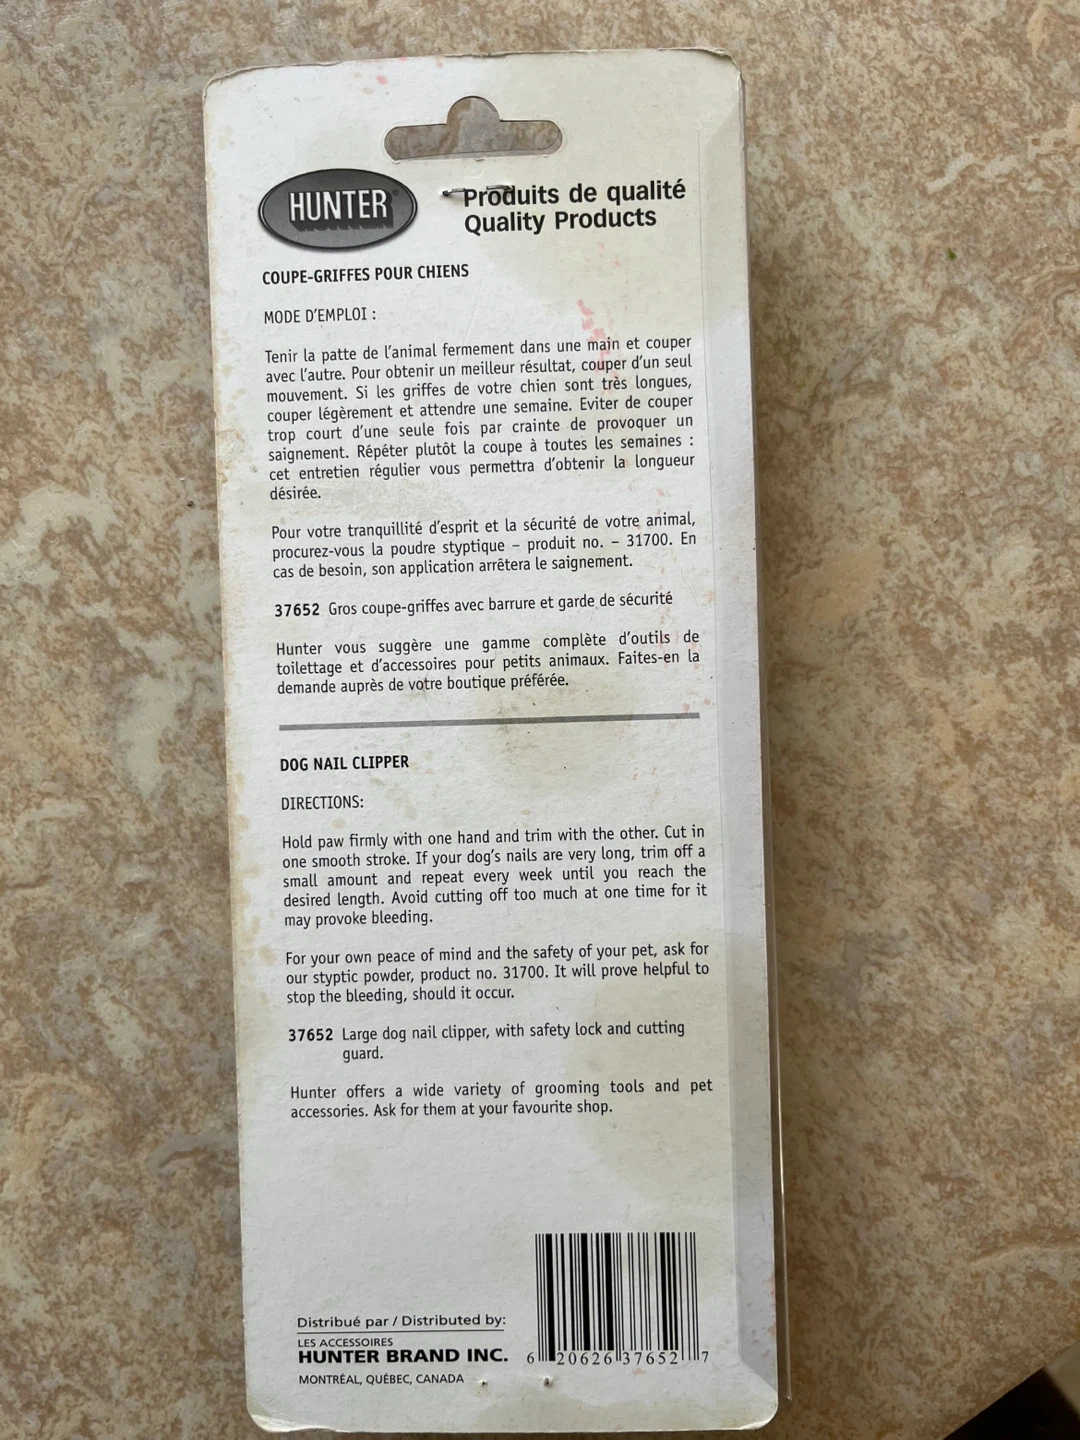 HUNTER®
Produits de qualité
Quality Products
COUPE-GRIFFES POUR CHIENS
MODE D'EMPLOI :
Tenir la patte de l'animal fermement dans une main et couper
avec l'autre. Pour obtenir un meilleur résultat, couper d'un seul
mouvement. Si les griffes de votre chien sont très longues,
couper légèrement et attendre une semaine. Eviter de couper
trop court d'une seule fois par crainte de provoquer un
saignement. Répéter plutôt la coupe à toutes les semaines :
cet entretien régulier vous permettra d'obtenir la longueur
désirée.
Pour votre tranquillité d'esprit et la sécurité de votre animal,
procurez-vous la poudre styptique – produit no. – 31700. En
cas de besoin, son application arrêtera le saignement.
37652 Gros coupe-griffes avec barrure et garde de sécurité
Hunter vous suggère une gamme complète d'outils de
toilettage et d'accessoires pour petits animaux. Faites-en la
demande auprès de votre boutique préférée.
DOG NAIL CLIPPER
DIRECTIONS:
Hold paw firmly with one hand and trim with the other. Cut in
one smooth stroke. If your dog's nails are very long, trim off a
small amount and repeat every week until you reach the
desired length. Avoid cutting off too much at one time for it
may provoke bleeding.
For your own peace of mind and the safety of your pet, ask for
our styptic powder, product no. 31700. It will prove helpful to
stop the bleeding, should it occur.
37652 Large dog nail clipper, with safety lock and cutting
guard.
Hunter offers a wide variety of grooming tools and pet
accessories. Ask for them at your favourite shop.
Distribué par / Distributed by:
LES ACCESSOIRES
HUNTER BRAND INC.
MONTRÉAL, QUÉBEC, CANADA
6 20626 37652 7